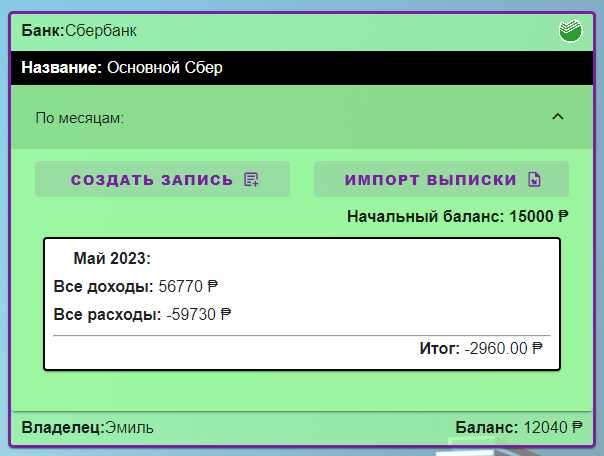 Банк:Сбербанк
Название: Основной Сбер
По месяцам:
СОЗДАТЬ ЗАПИСЬ ИМПОРТ ВЫПИСКИ
Начальный баланс: 15000 ₱
Май 2023:
Все доходы: 56770 ₱
Все расходы: -59730 ₱
Итог: -2960.00 ₱
Владелец:Эмиль Баланс: 12040 ₱